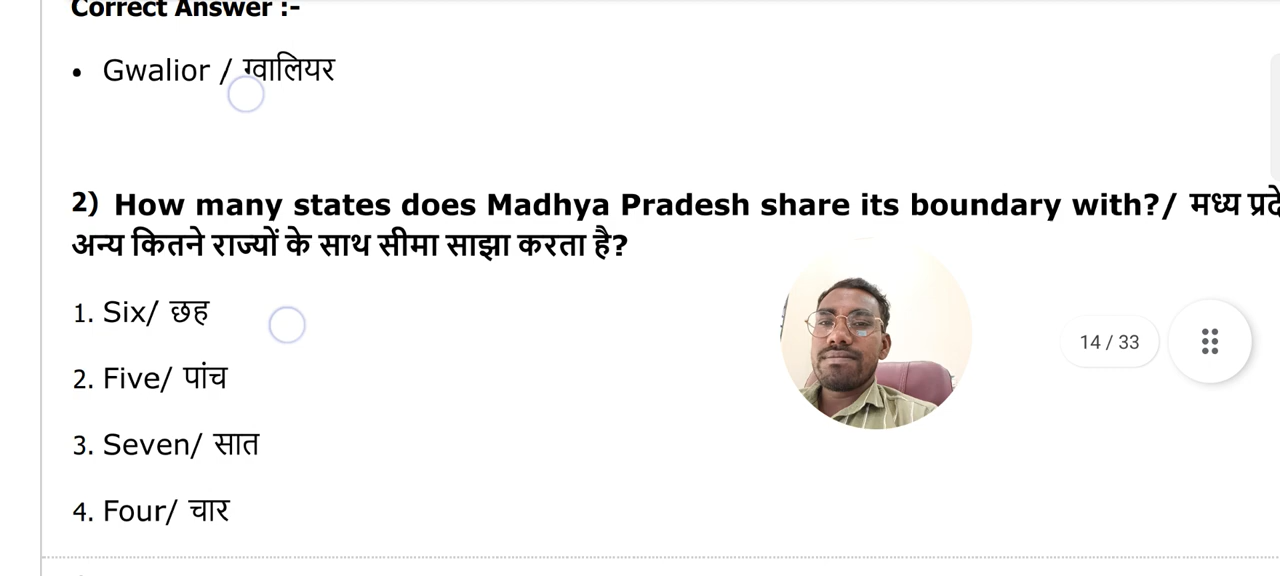 Correct Answer :-
• Gwalior / ग्वालियर
2) How many states does Madhya Pradesh share its boundary with?/ मध्य
अन्य कितने राज्यों के साथ सीमा साझा करता है?
1. Six/ छह
14 / 33
2. Five/ पांच
3. Seven/ सात
4. Four/ चार